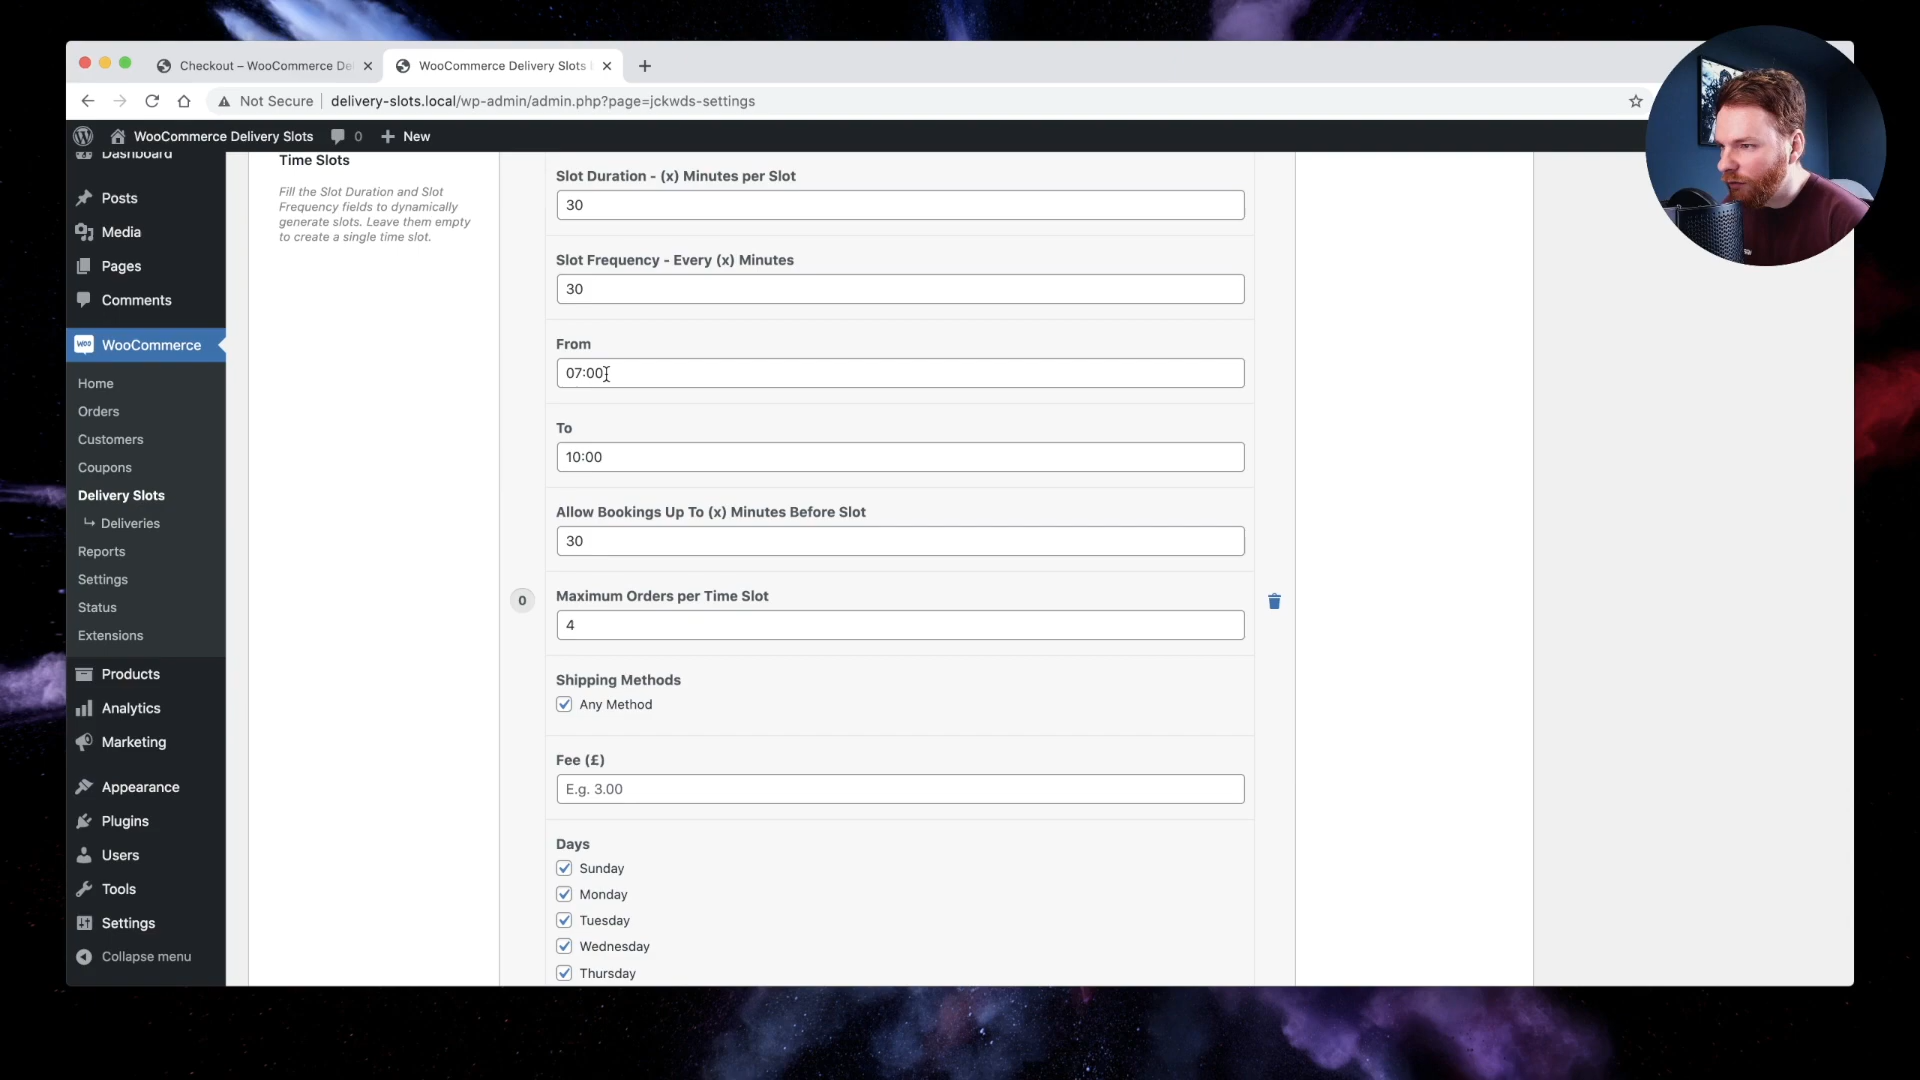 Checkout – WooCommerce De
WooCommerce Delivery Slots
Not Secure
delivery-slots.local/wp-admin/admin.php?page=jckwds-settings
WooCommerce Delivery Slots
0
New
Dashboard
Posts
Media
Pages
Comments
WooCommerce
Home
Orders
Customers
Coupons
Delivery Slots
Deliveries
Reports
Settings
Status
Extensions
Products
Analytics
Marketing
Appearance
Plugins
Users
Tools
Settings
Collapse menu
Time Slots
Fill the Slot Duration and Slot
Frequency fields to dynamically
generate slots. Leave them empty
to create a single time slot.
0
Slot Duration - (x) Minutes per Slot
30
Slot Frequency - Every (x) Minutes
30
From
07:00
To
10:00
Allow Bookings Up To (x) Minutes Before Slot
30
Maximum Orders per Time Slot
4
Shipping Methods
Any Method
Fee (£)
E.g. 3.00
Days
Sunday
Monday
Tuesday
Wednesday
Thursday